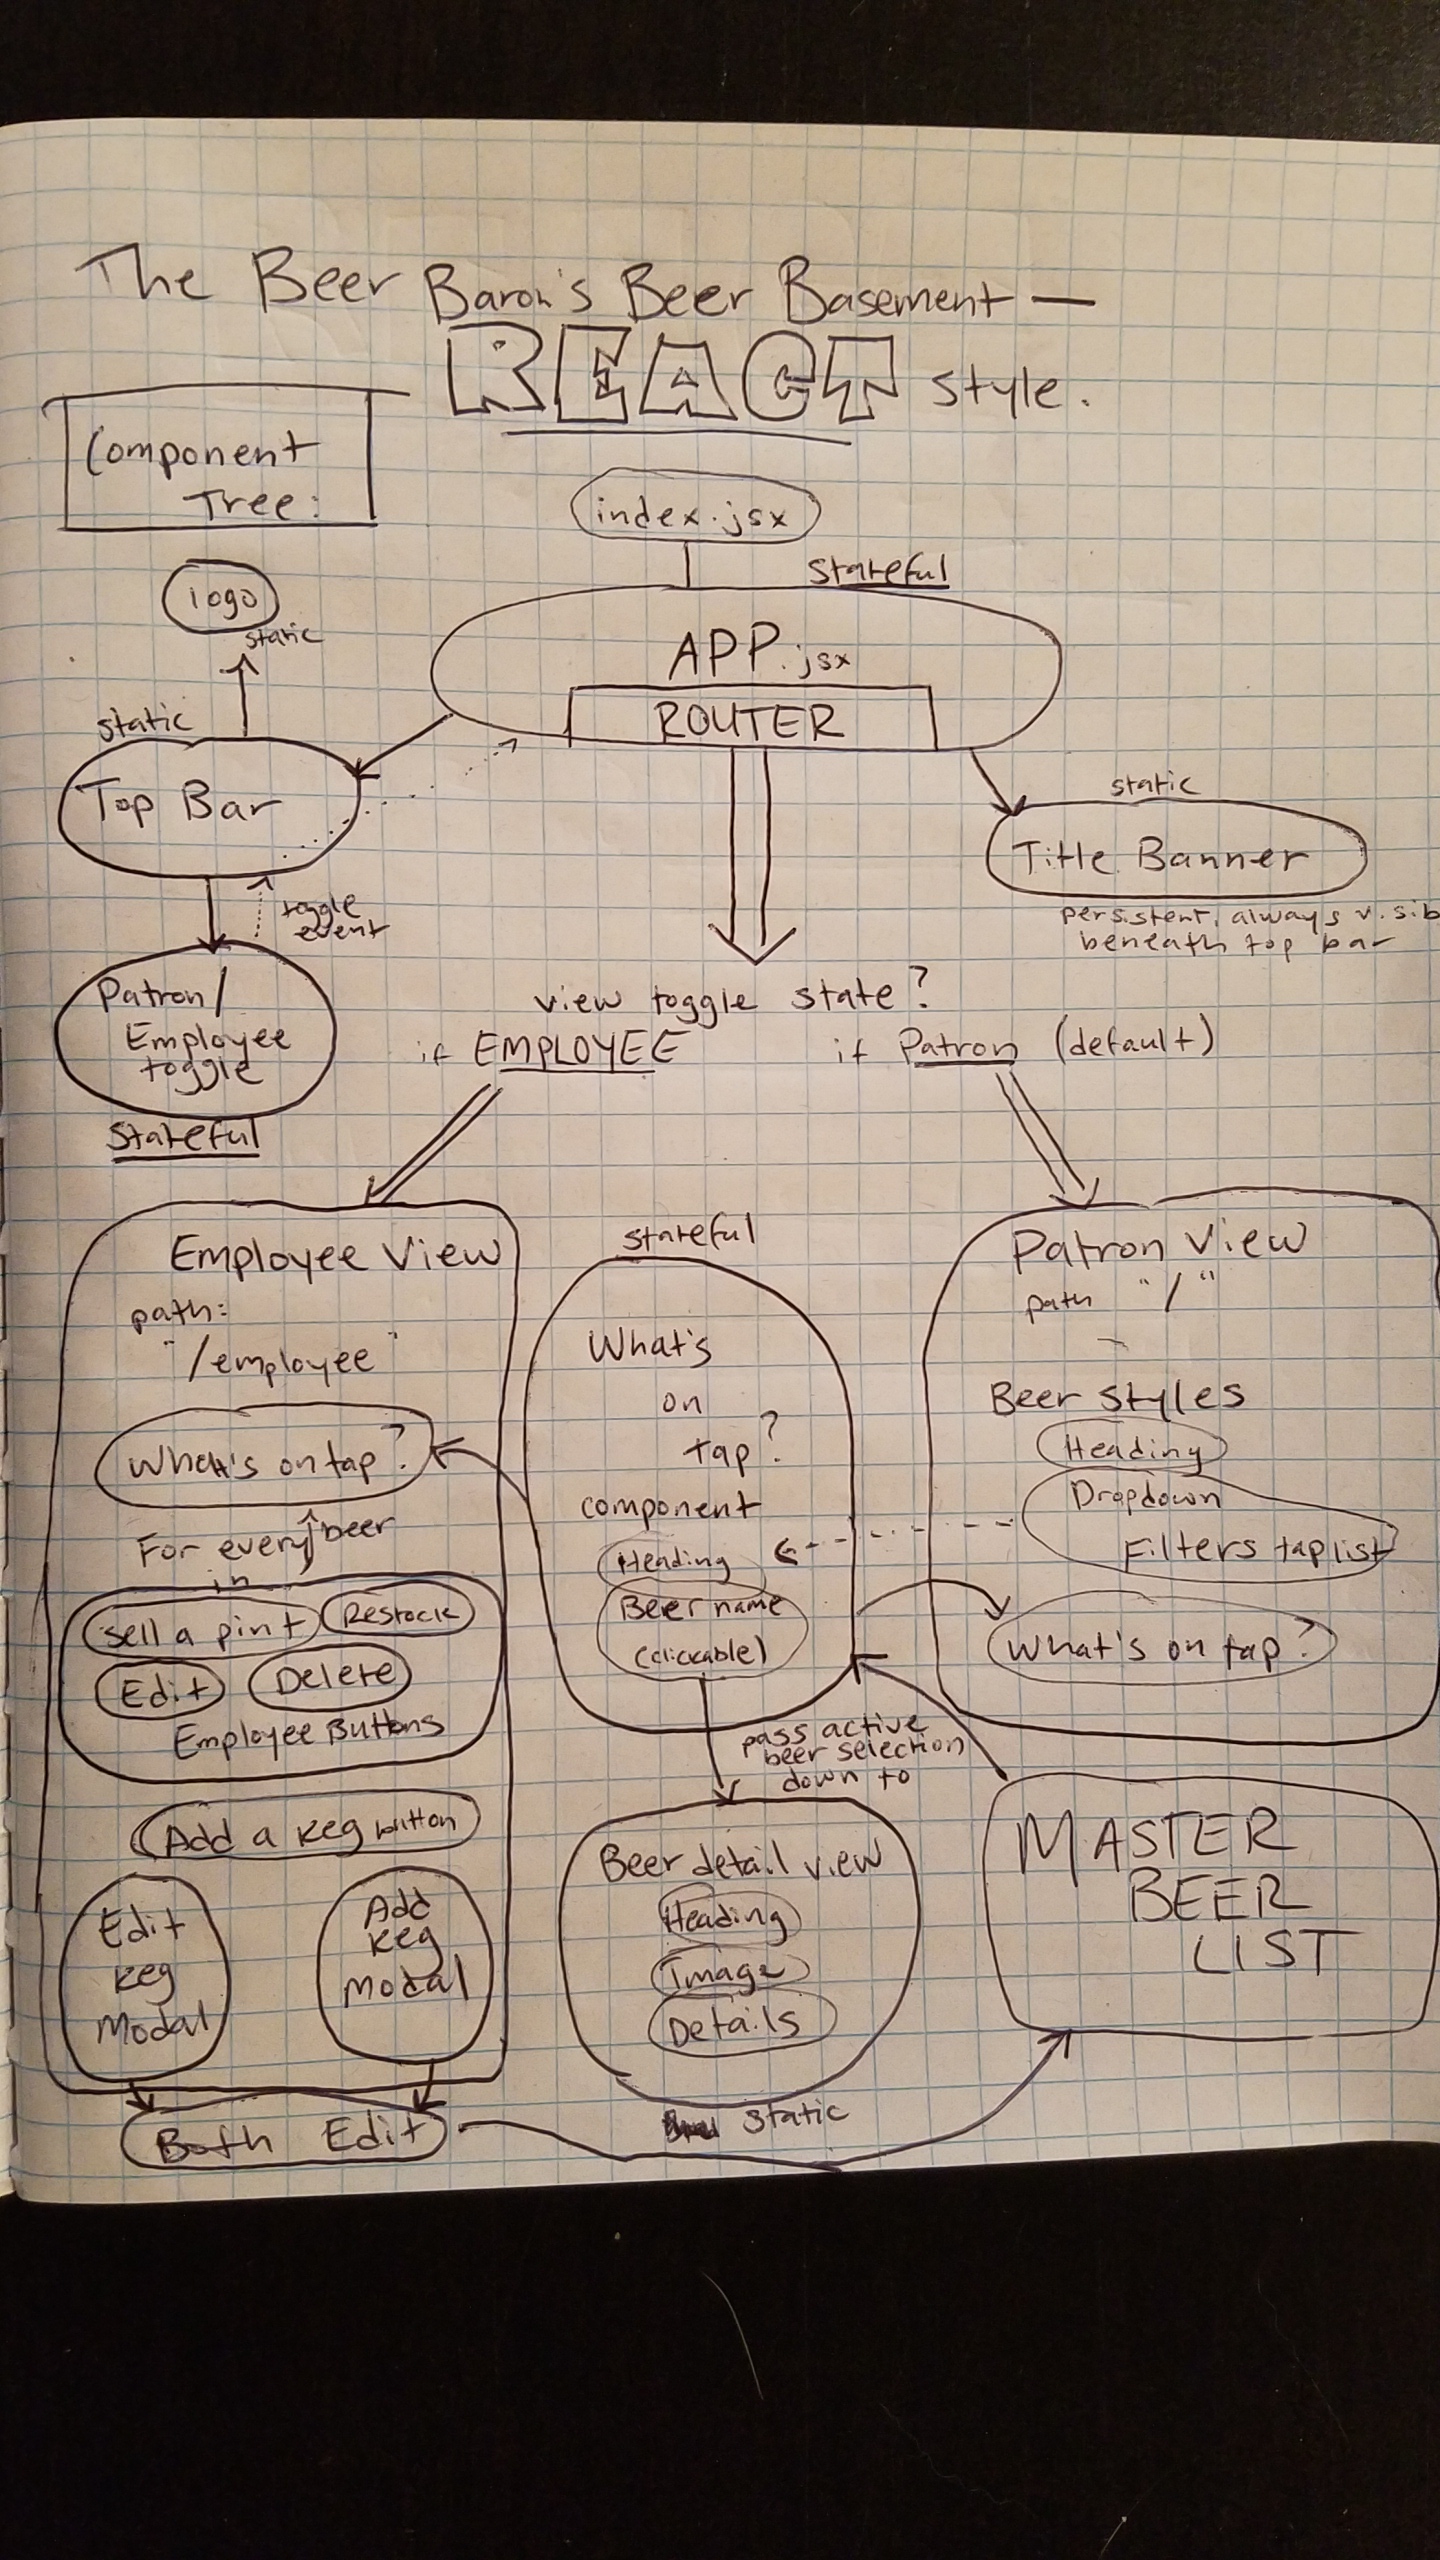 The Beer Baron's Beer Basement —
REACT style.
Component
Tree:
index.jsx
Stateful
logo
static
APP.jsx
ROUTER
static
Top Bar
static
Title Banner
persistent, always visib
beneath top bar
toggle
event
Patron/
Employee
toggle
Stateful
view toggle state?
if EMPLOYEE
if Patron (default)
Employee View
path:
"/employee"
What's on tap?
For every beer
in
Sell a pint
Restock
Edit
Delete
Employee Buttons
Add a keg button
Edit
keg
Modal
Add
keg
modal
Both Edit
stateful
What's
on
tap?
component
Heading
Beer name
(clickable)
pass active
beer selection
down to
Beer detail view
Heading
Image
Details
static
Patron View
path "/"
Beer styles
Heading
Dropdown
Filters taplist
What's on tap?
MASTER
BEER
LIST